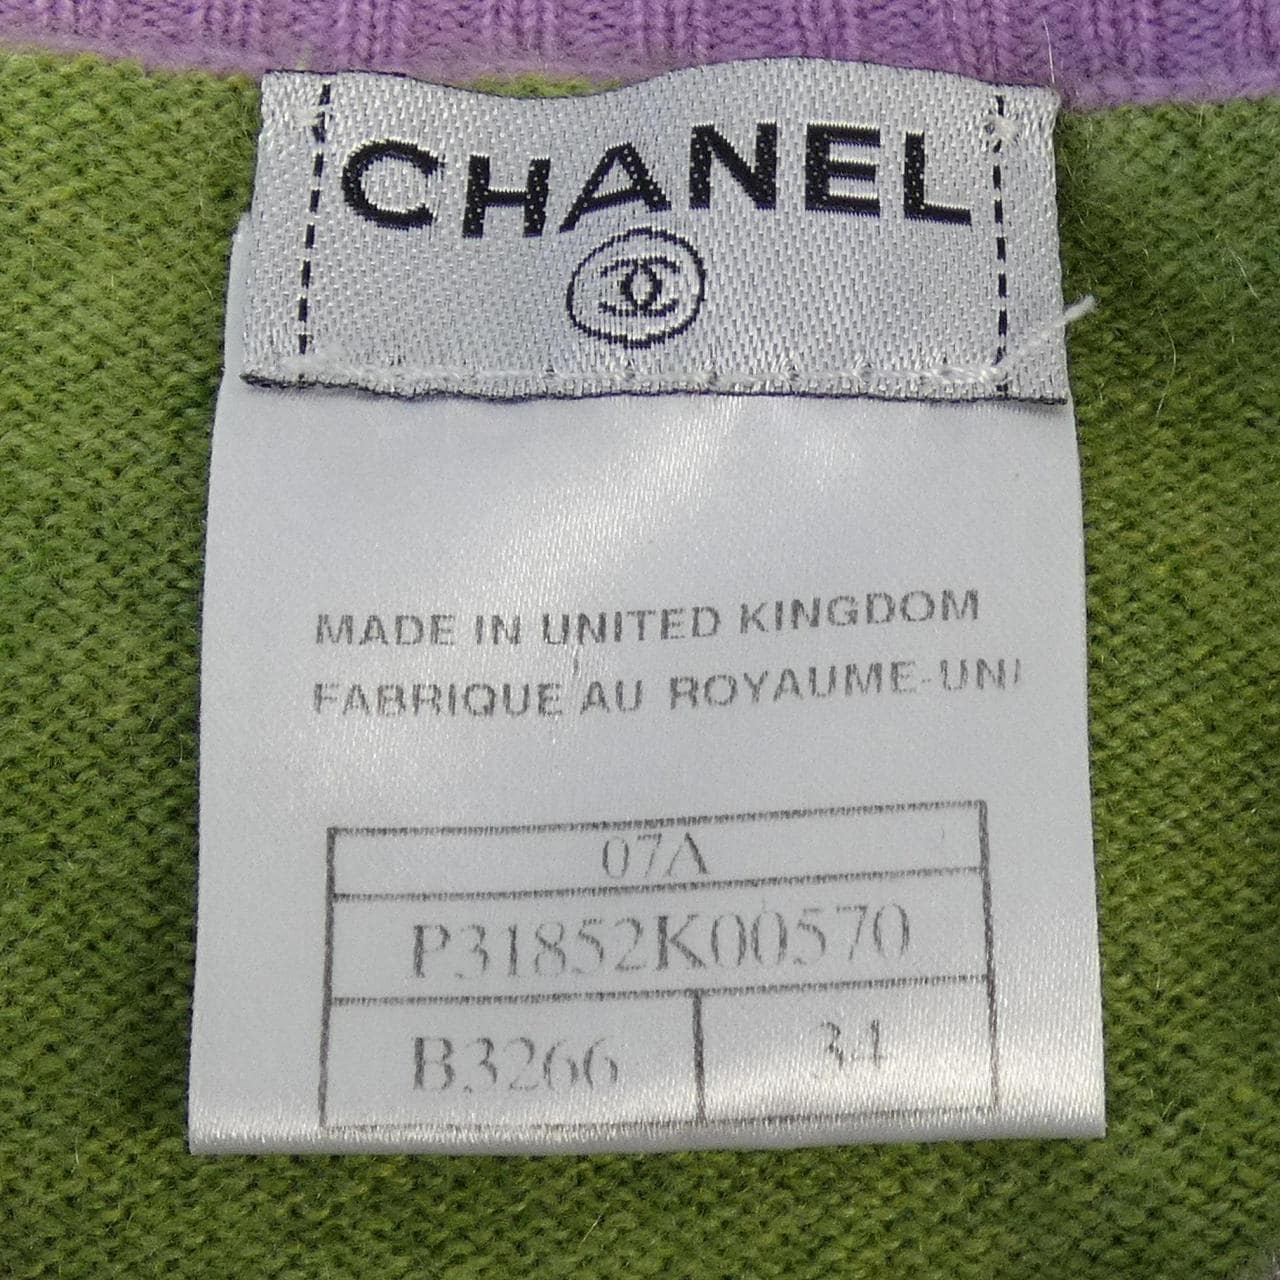 CHANEL
MADE IN UNITED KINGDOM
FABRIQUE AU ROYAUME-UNI
07A
P31852K00570
B3266 34